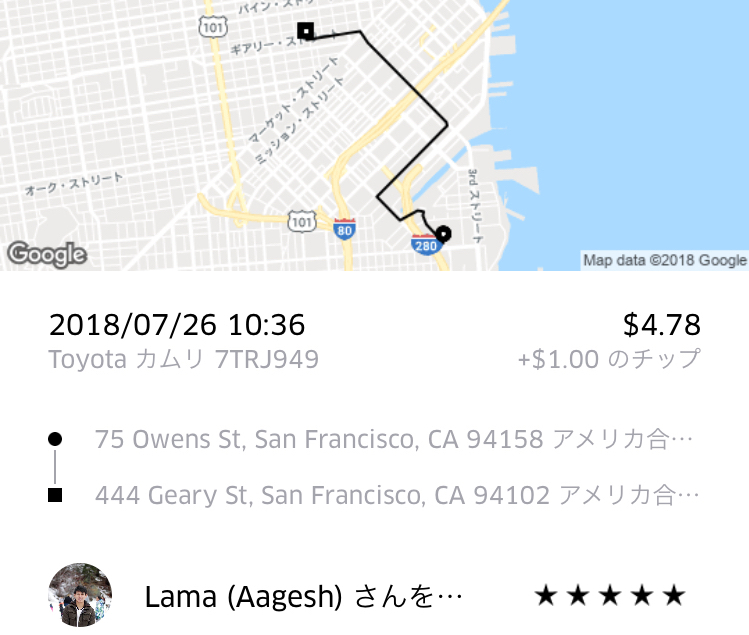 パイン・スト
101
ギアリー・ストリート
マーケット・ストリート
ミッション・ストリート
オーク・ストリート
3rd ストリート
101
80
280
Google
Map data ©2018 Google
2018/07/26 10:36
$4.78
Toyota カムリ 7TRJ949
+$1.00 のチップ
75 Owens St, San Francisco, CA 94158 アメリカ合…
444 Geary St, San Francisco, CA 94102 アメリカ合…
Lama (Aagesh) さんを…
★★★★★